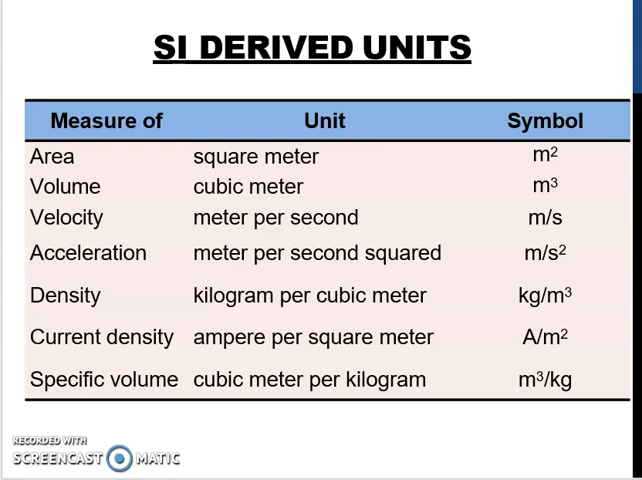 SI DERIVED UNITS
Measure of Unit Symbol
Area square meter m²
Volume cubic meter m³
Velocity meter per second m/s
Acceleration meter per second squared m/s²
Density kilogram per cubic meter kg/m³
Current density ampere per square meter A/m²
Specific volume cubic meter per kilogram m³/kg
RECORDED WITH
SCREENCAST MATIC